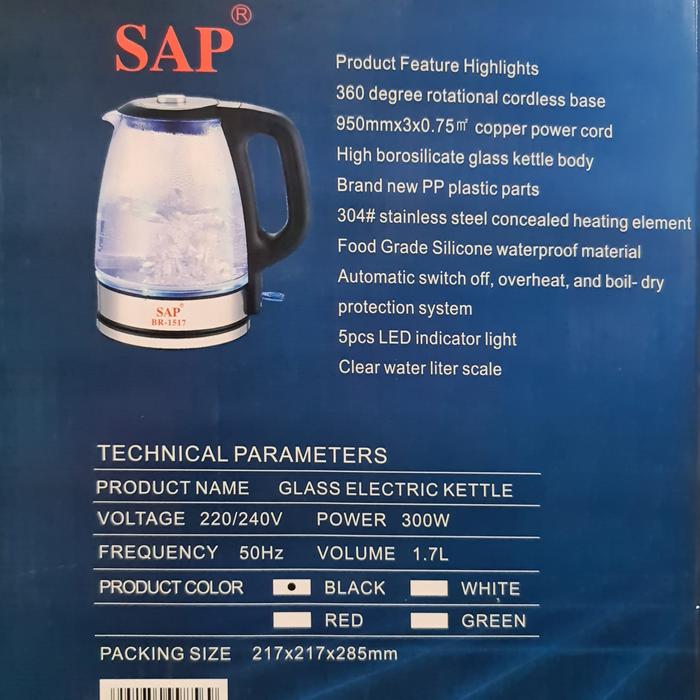 SAP®
Product Feature Highlights
360 degree rotational cordless base
950mmx3x0.75㎡ copper power cord
High borosilicate glass kettle body
Brand new PP plastic parts
304# stainless steel concealed heating element
Food Grade Silicone waterproof material
Automatic switch off, overheat, and boil- dry
protection system
5pcs LED indicator light
Clear water liter scale
SAP®
BR-1517
TECHNICAL PARAMETERS
PRODUCT NAME GLASS ELECTRIC KETTLE
VOLTAGE 220/240V POWER 300W
FREQUENCY 50Hz VOLUME 1.7L
PRODUCT COLOR BLACK WHITE
RED GREEN
PACKING SIZE 217x217x285mm